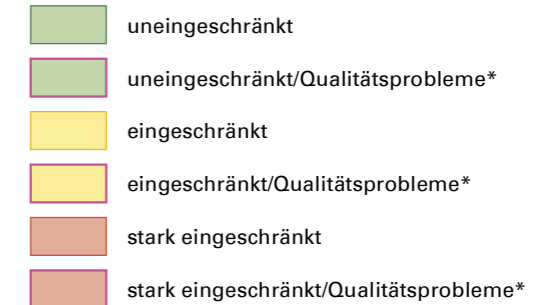 uneingeschränkt
uneingeschränkt/Qualitätsprobleme*
eingeschränkt
eingeschränkt/Qualitätsprobleme*
stark eingeschränkt
stark eingeschränkt/Qualitätsprobleme*